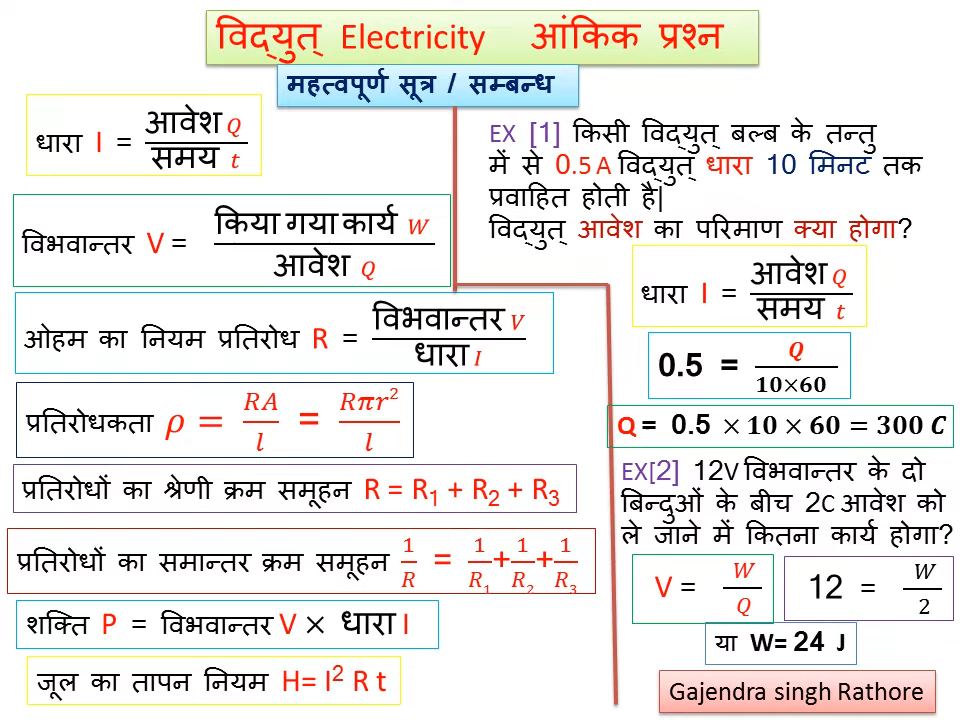 विद्युत् Electricity आंकिक प्रश्न
महत्वपूर्ण सूत्र / सम्बन्ध
धारा I = आवेश Q / समय t
विभवान्तर V = किया गया कार्य W / आवेश Q
ओहम का नियम प्रतिरोध R = विभवान्तर V / धारा I
प्रतिरोधकता ρ = RA / l = Rπr² / l
प्रतिरोधों का श्रेणी क्रम समूहन R = R₁ + R₂ + R₃
प्रतिरोधों का समान्तर क्रम समूहन 1/R = 1/R₁ + 1/R₂ + 1/R₃
शक्ति P = विभवान्तर V × धारा I
जूल का तापन नियम H= I² R t
EX [1] किसी विद्युत् बल्ब के तन्तु
में से 0.5 A विद्युत् धारा 10 मिनट तक
प्रवाहित होती है|
विद्युत् आवेश का परिमाण क्या होगा?
धारा I = आवेश Q / समय t
0.5 = Q / 10×60
Q = 0.5 × 10 × 60 = 300 C
EX[2] 12V विभवान्तर के दो
बिन्दुओं के बीच 2C आवेश को
ले जाने में कितना कार्य होगा?
V = W / Q
12 = W / 2
या W= 24 J
Gajendra singh Rathore